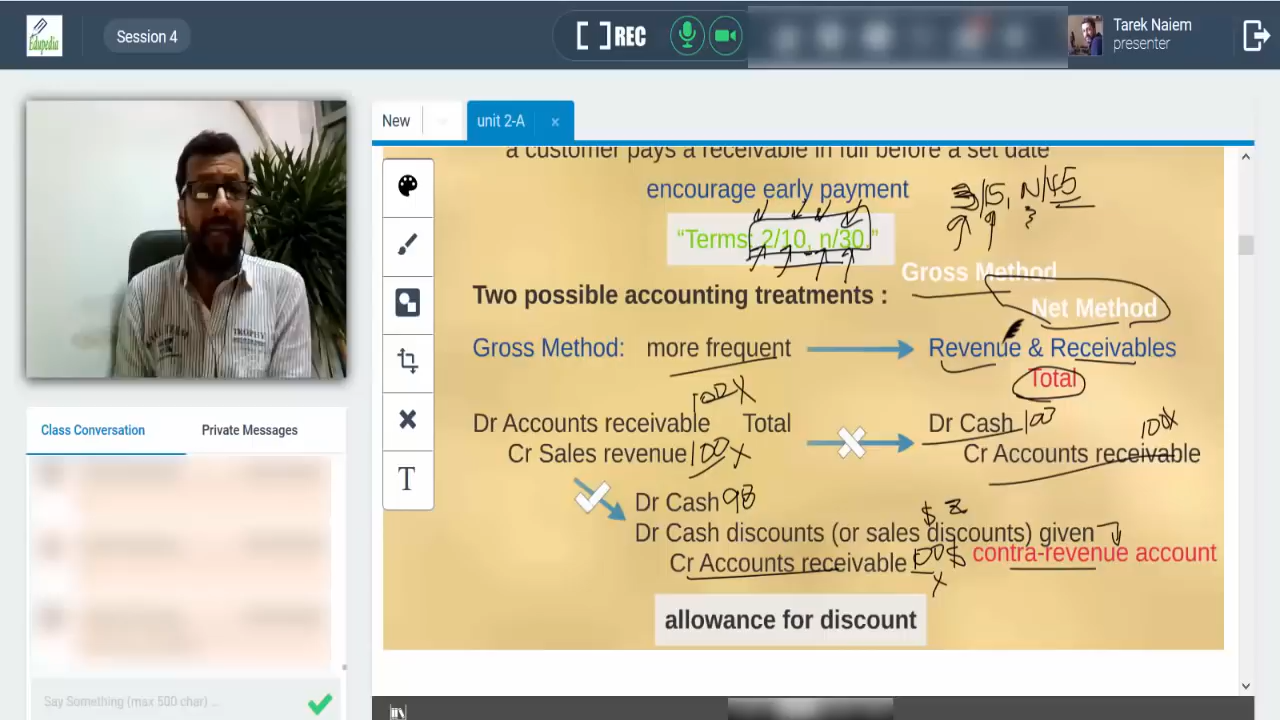 Edupedia
Session 4
[ ] REC
Tarek Naiem
presenter
New
unit 2-A
a customer pays a receivable in full before a set date
encourage early payment
3/15, N/45
“Terms: 2/10, n/30.”
Gross Method
Two possible accounting treatments :
Net Method
Gross Method: more frequent
Revenue & Receivables
Total
100X
Dr Accounts receivable Total
Dr Cash 100
100x
Cr Sales revenue 100 X
Cr Accounts receivable
Dr Cash 98
$ 2
Dr Cash discounts (or sales discounts) given
Cr Accounts receivable 100$
contra-revenue account
x
allowance for discount
TROPHY
T
Class Conversation
Private Messages
Say Something (max 500 char) ...